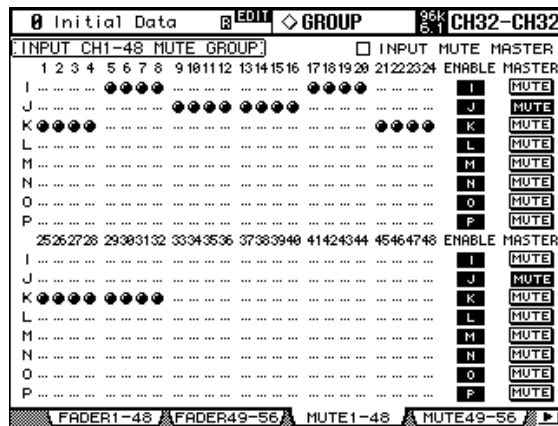 0 Initial Data R EDIT ◇GROUP 96k 6.1 CH32-CH32
INPUT CH1-48 MUTE GROUP □ INPUT MUTE MASTER
1 2 3 4 5 6 7 8 9 10 11 12 13 14 15 16 17 18 19 20 21 22 23 24 ENABLE MASTER
I I MUTE
J J MUTE
K K MUTE
L L MUTE
M M MUTE
N N MUTE
O O MUTE
P P MUTE
25 26 27 28 29 30 31 32 33 34 35 36 37 38 39 40 41 42 43 44 45 46 47 48 ENABLE MASTER
I I MUTE
J J MUTE
K K MUTE
L L MUTE
M M MUTE
N N MUTE
O O MUTE
P P MUTE
FADER1-48 FADER49-56 MUTE1-48 MUTE49-56